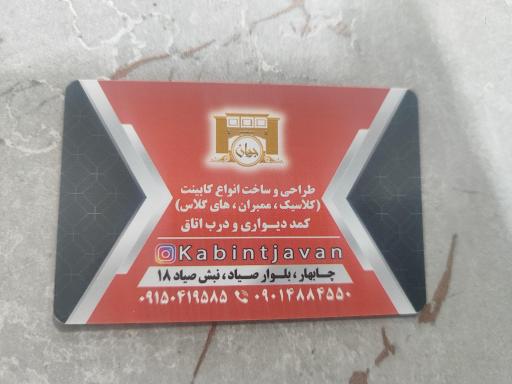 جوان
طراحی و ساخت انواع کابینت
(کلاسیک ، ممبران ، های گلاس)
کمد دیواری و درب اتاق
Kabintjavan
چابهار ، بلوار صیاد ، نبش صیاد ۱۸
۰۹۱۵۰۴۱۹۵۸۵ ۰۹۰۱۴۸۸۴۵۵۰